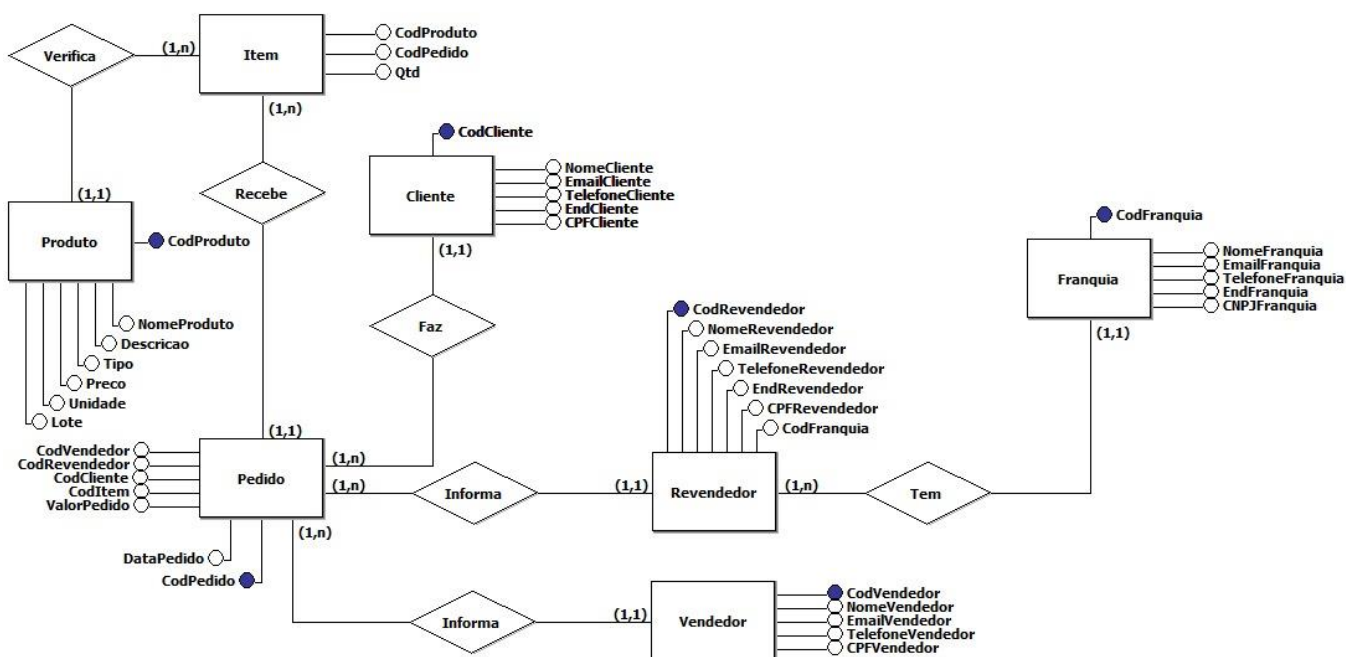 Verifica
(1,n)
Item
CodProduto
CodPedido
Qtd
(1,n)
Recebe
(1,1)
Produto
CodProduto
NomeProduto
Descricao
Tipo
Preco
Unidade
Lote
CodCliente
Cliente
NomeCliente
EmailCliente
TelefoneCliente
EndCliente
CPFCliente
(1,1)
Faz
(1,n)
(1,1)
Pedido
CodVendedor
CodRevendedor
CodCliente
CodItem
ValorPedido
DataPedido
CodPedido
(1,n)
Informa
(1,1)
Revendedor
CodRevendedor
NomeRevendedor
EmailRevendedor
TelefoneRevendedor
EndRevendedor
CPFRevendedor
CodFranquia
(1,n)
Tem
(1,1)
Franquia
CodFranquia
NomeFranquia
EmailFranquia
TelefoneFranquia
EndFranquia
CNPJFranquia
(1,n)
Informa
(1,1)
Vendedor
CodVendedor
NomeVendedor
EmailVendedor
TelefoneVendedor
CPFVendedor